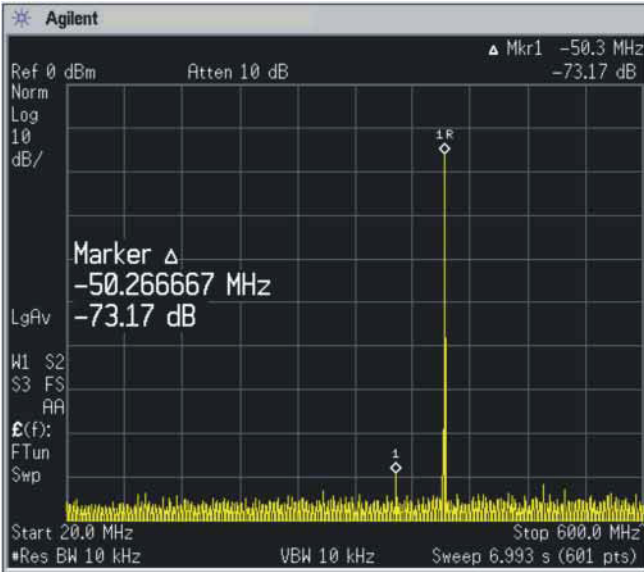 Agilent
Δ Mkr1 -50.3 MHz
Ref 0 dBm Atten 10 dB -73.17 dB
Norm
Log
10
dB/
1R
Marker Δ
-50.266667 MHz
-73.17 dB
LgAv
W1 S2
S3 FS
AA
£(f):
FTun
Swp
1
Start 20.0 MHz Stop 600.0 MHz
#Res BW 10 kHz VBW 10 kHz Sweep 6.993 s (601 pts)